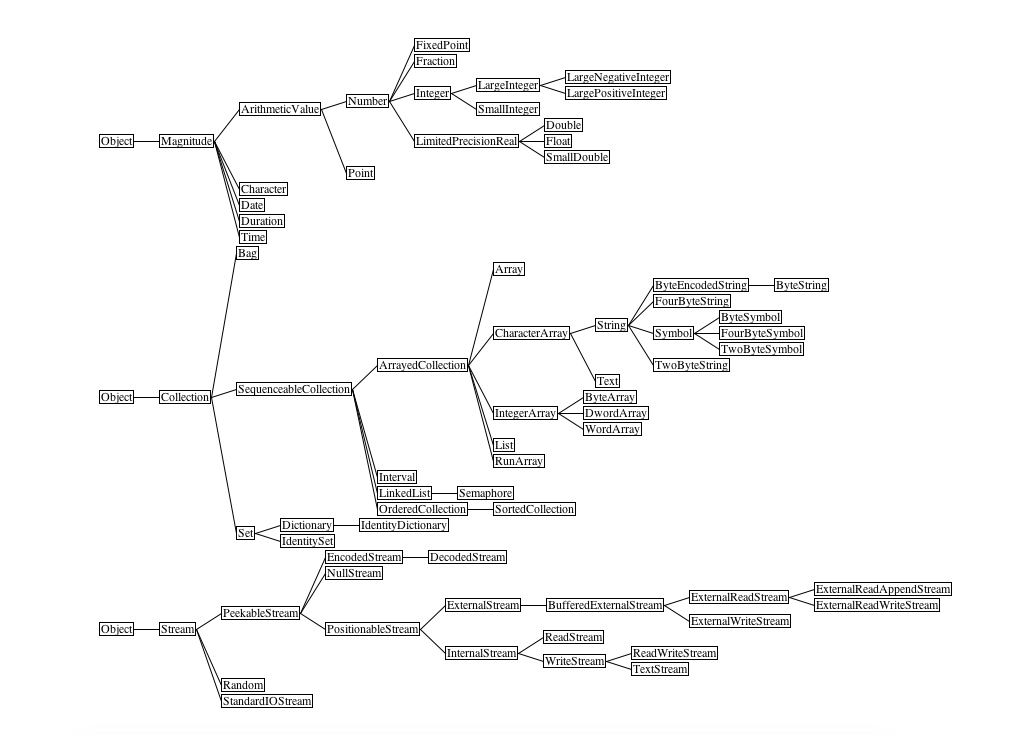 FixedPoint
Fraction
LargeNegativeInteger
LargeInteger
Integer
LargePositiveInteger
Number
ArithmeticValue
SmallInteger
Double
Object
Magnitude
LimitedPrecisionReal
Float
SmallDouble
Point
Character
Date
Duration
Time
Bag
Array
ByteEncodedString
ByteString
FourByteString
ByteSymbol
String
CharacterArray
Symbol
FourByteSymbol
TwoByteSymbol
ArrayedCollection
TwoByteString
Text
SequenceableCollection
Object
Collection
ByteArray
IntegerArray
DwordArray
WordArray
List
RunArray
Interval
LinkedList
Semaphore
OrderedCollection
SortedCollection
Dictionary
IdentityDictionary
Set
IdentitySet
EncodedStream
DecodedStream
NullStream
ExternalReadAppendStream
ExternalReadStream
ExternalStream
BufferedExternalStream
ExternalReadWriteStream
PeekableStream
ExternalWriteStream
Object
Stream
PositionableStream
ReadStream
InternalStream
ReadWriteStream
WriteStream
TextStream
Random
StandardIOStream